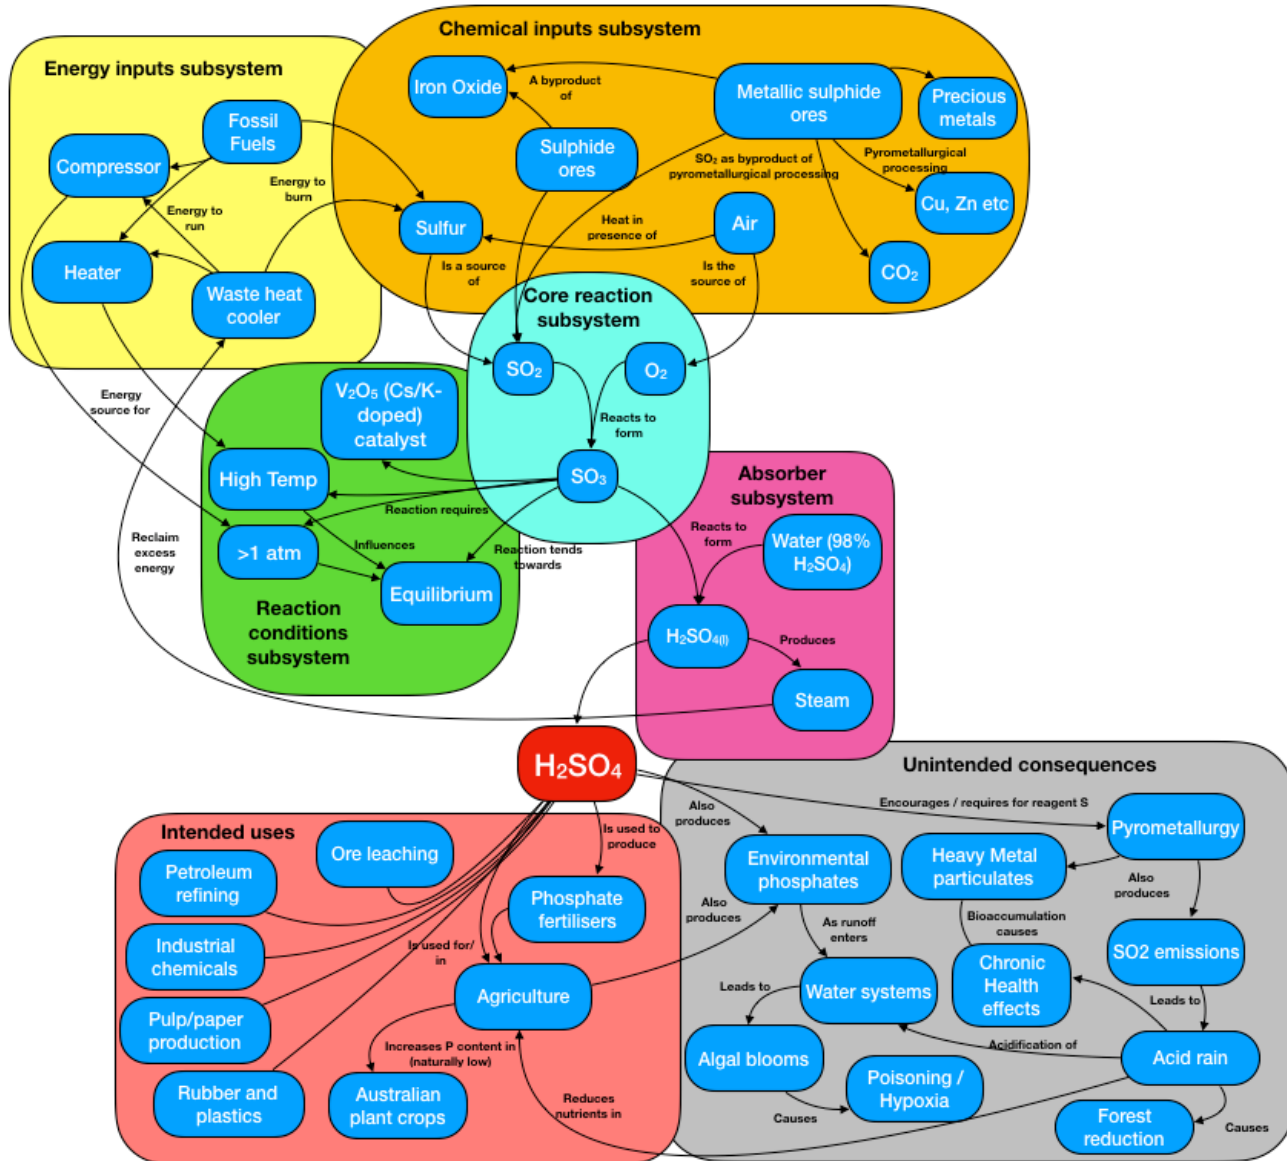 Chemical inputs subsystem
Energy inputs subsystem
Iron Oxide
A byproduct
of
Metallic sulphide
ores
Precious
metals
Fossil
Fuels
Compressor
Sulphide
ores
SO₂ as byproduct of
pyrometallurgical processing
Pyrometallurgical
processing
Energy to
burn
Cu, Zn etc
Energy to
run
Sulfur
Heat in
presence of
Air
Heater
Is a source
of
Is the
source of
CO₂
Waste heat
cooler
Core reaction
subsystem
SO₂
O₂
Energy
source for
V₂O₅ (Cs/K-
doped)
catalyst
Reacts to
form
High Temp
SO₃
Absorber
subsystem
Reaction requires
Reclaim
excess
energy
>1 atm
Influences
Reaction tends
towards
Reacts to
form
Water (98%
H₂SO₄)
Equilibrium
Reaction
conditions
subsystem
H₂SO₄₍ₗ₎
Produces
Steam
H₂SO₄
Unintended consequences
Also
produces
Encourages / requires for reagent S
Intended uses
Is used to
produce
Pyrometallurgy
Petroleum
refining
Ore leaching
Environmental
phosphates
Heavy Metal
particulates
Also
produces
Phosphate
fertilisers
Also
produces
As runoff
enters
Bioaccumulation
causes
Industrial
chemicals
Is used for/
in
SO2 emissions
Agriculture
Leads to
Water systems
Chronic
Health
effects
Leads to
Pulp/paper
production
Increases P content in
(naturally low)
Algal blooms
Acidification of
Acid rain
Rubber and
plastics
Australian
plant crops
Reduces
nutrients in
Poisoning /
Hypoxia
Causes
Forest
reduction
Causes